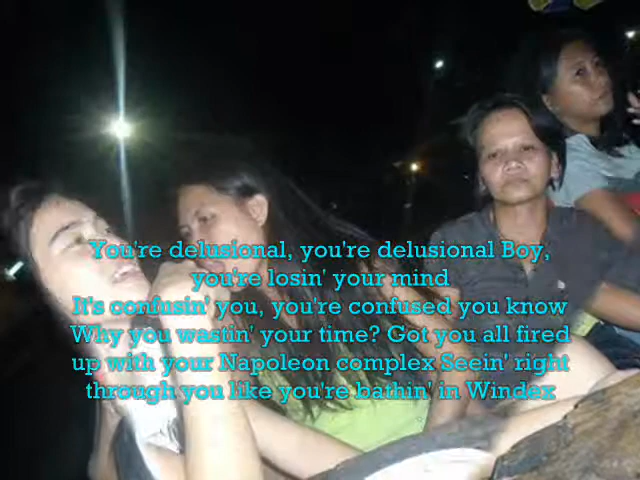 You're delusional, you're delusional Boy,
you're losin' your mind
It's confusin' you, you're confused you know
Why you wastin' your time? Got you all fired
up with your Napoleon complex Seein' right
through you like you're bathin' in Windex